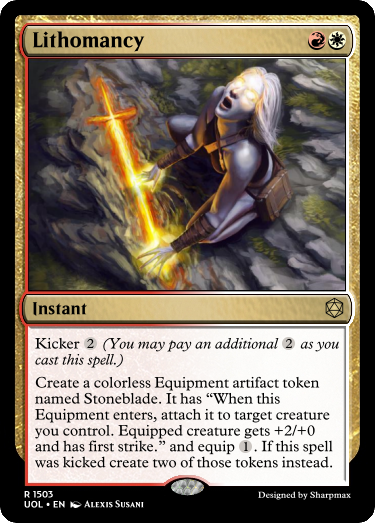 Lithomancy
Instant
Kicker 2 (You may pay an additional 2 as you
cast this spell.)
Create a colorless Equipment artifact token
named Stoneblade. It has “When this
Equipment enters, attach it to target creature
you control. Equipped creature gets +2/+0
and has first strike.” and equip 1. If this spell
was kicked create two of those tokens instead.
R 1503
UOL • EN Alexis Susani
Designed by Sharpmax